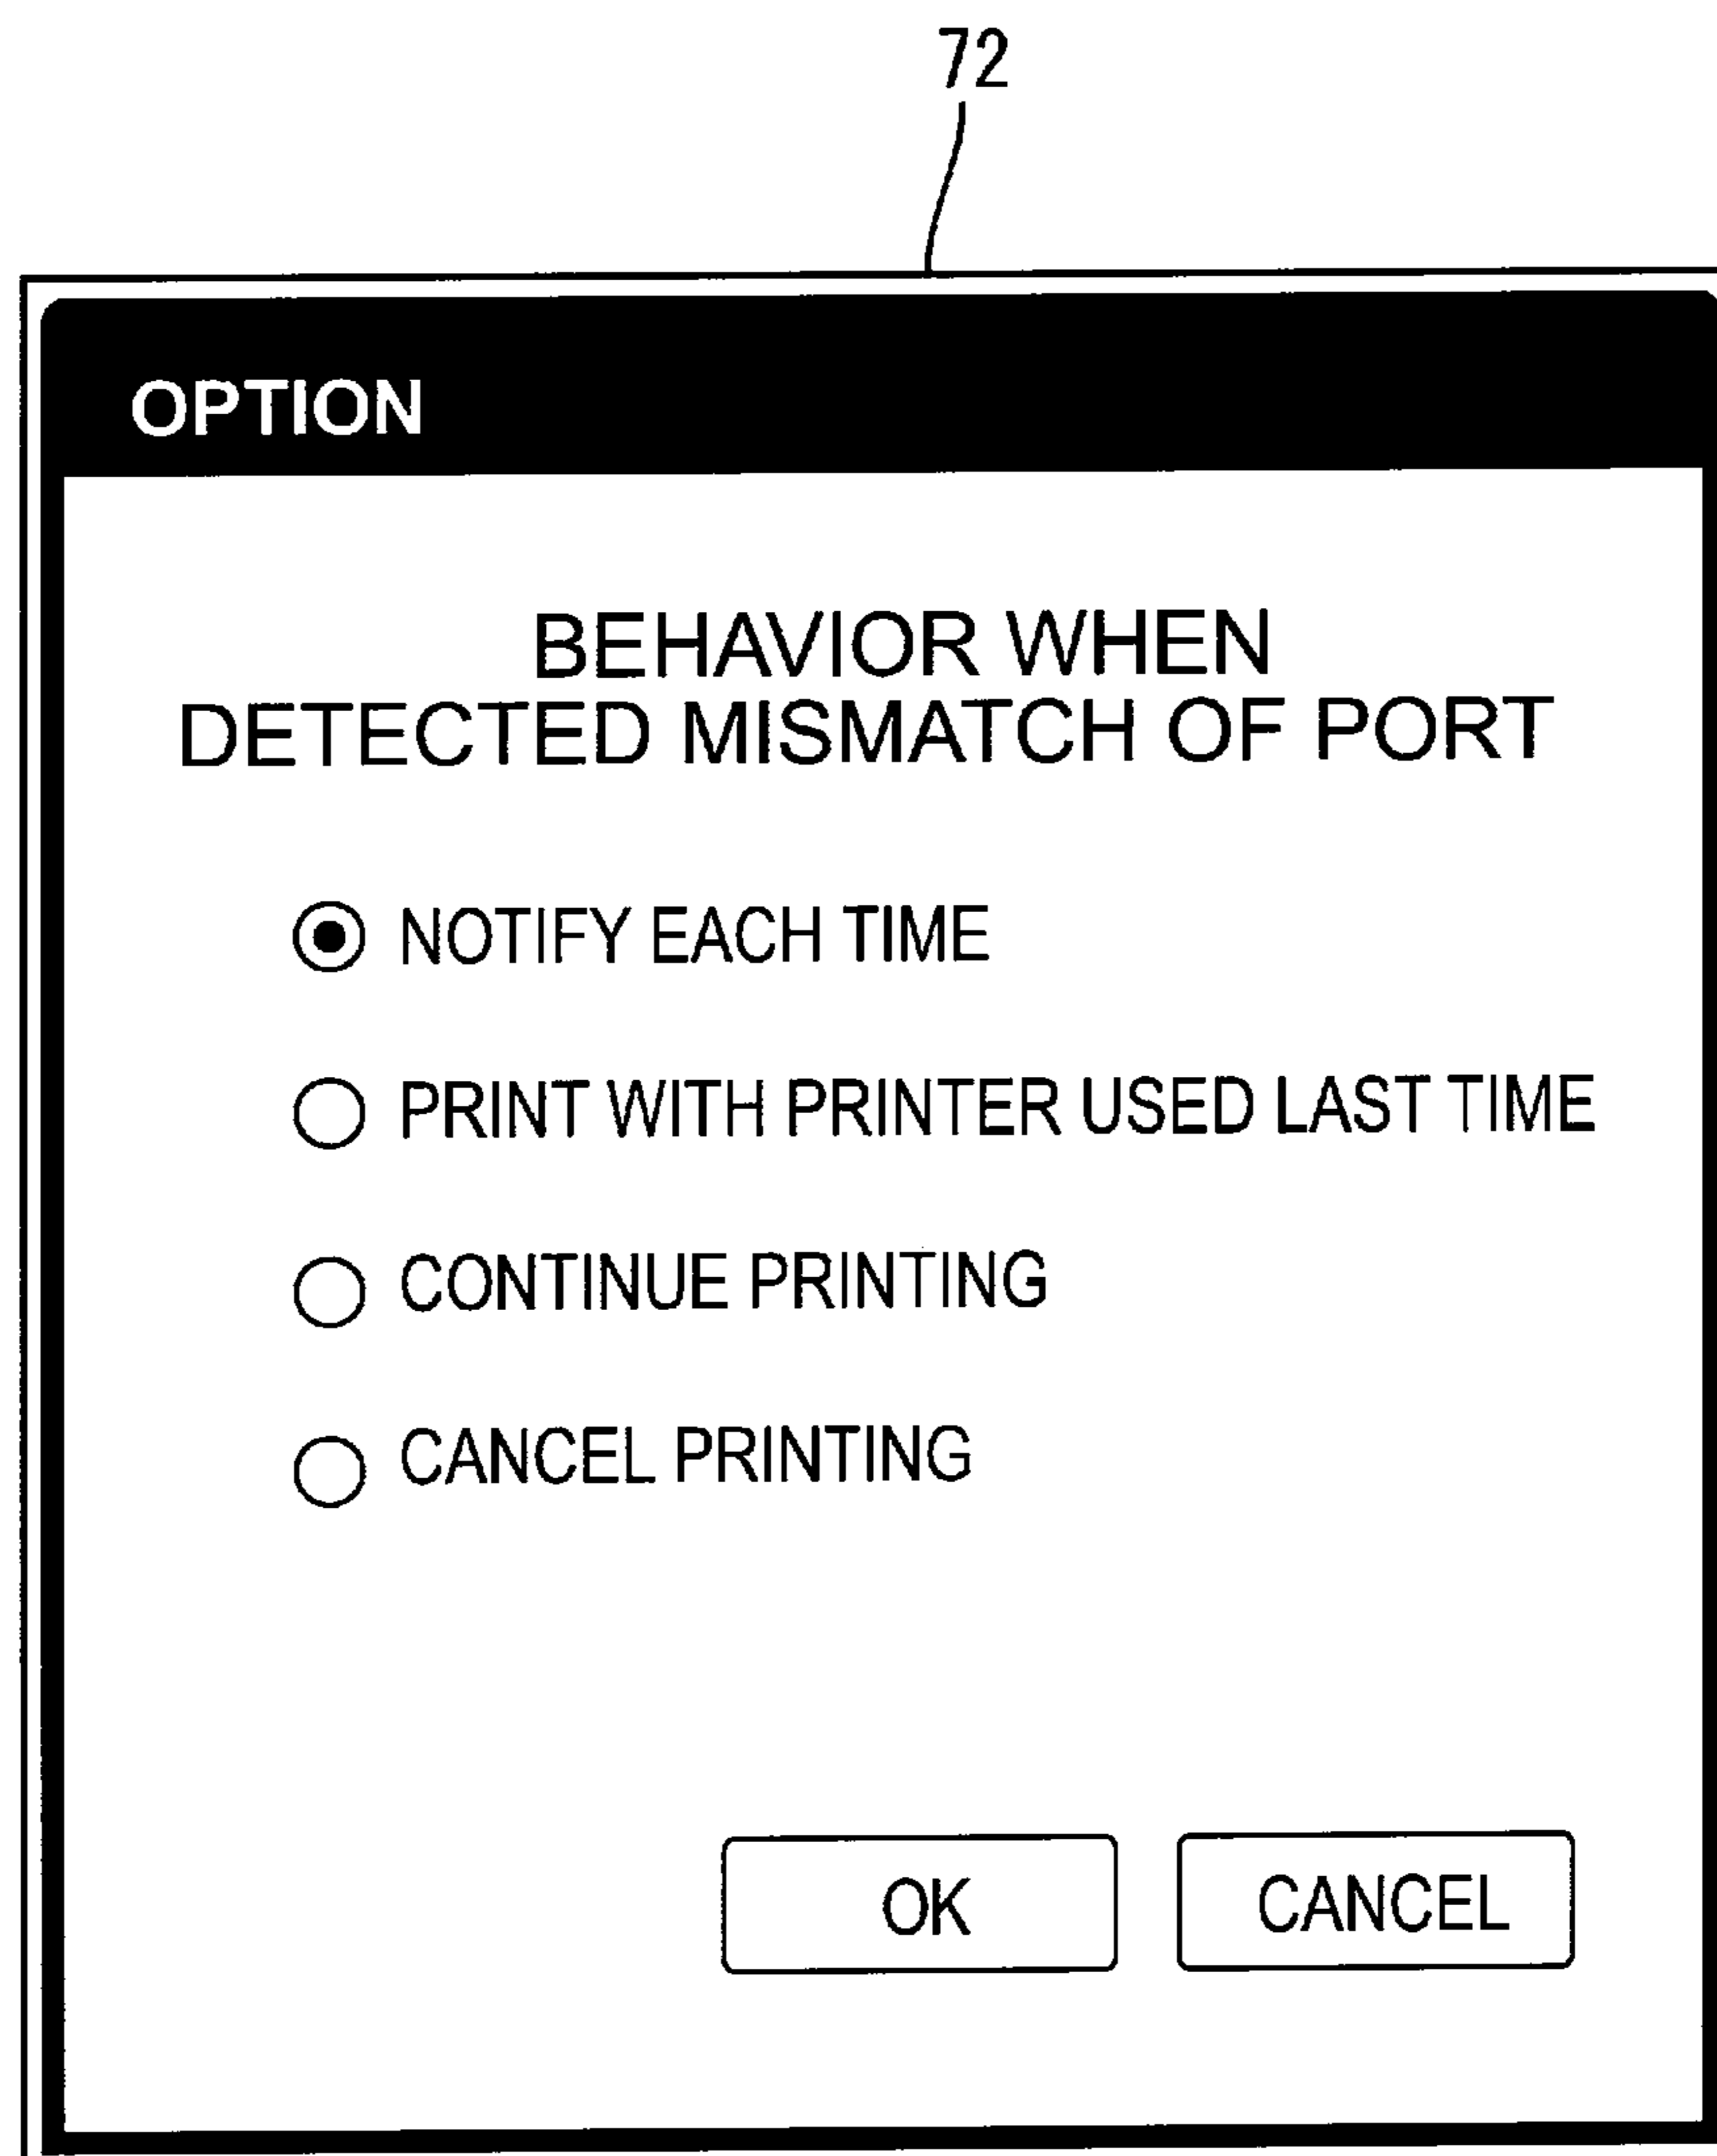 72
OPTION
BEHAVIOR WHEN
DETECTED MISMATCH OF PORT
NOTIFY EACH TIME
PRINT WITH PRINTER USED LAST TIME
CONTINUE PRINTING
CANCEL PRINTING
OK CANCEL